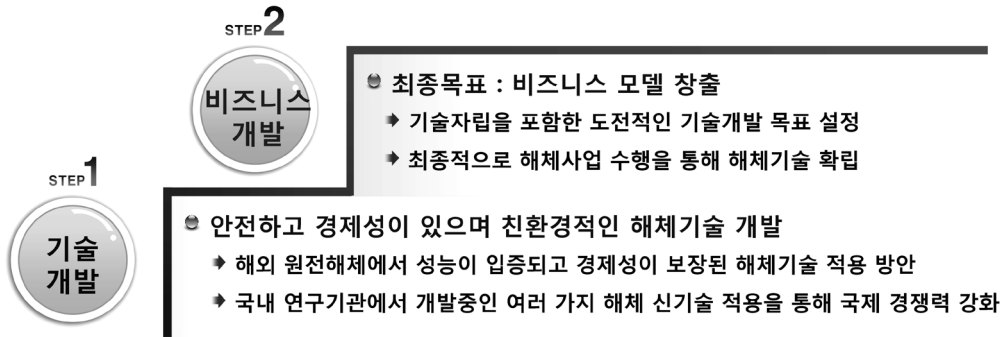 STEP2
비즈니스
개발
최종목표 : 비즈니스 모델 창출
기술자립을 포함한 도전적인 기술개발 목표 설정
최종적으로 해체사업 수행을 통해 해체기술 확립
STEP1
기술
개발
안전하고 경제성이 있으며 친환경적인 해체기술 개발
해외 원전해체에서 성능이 입증되고 경제성이 보장된 해체기술 적용 방안
국내 연구기관에서 개발중인 여러 가지 해체 신기술 적용을 통해 국제 경쟁력 강화